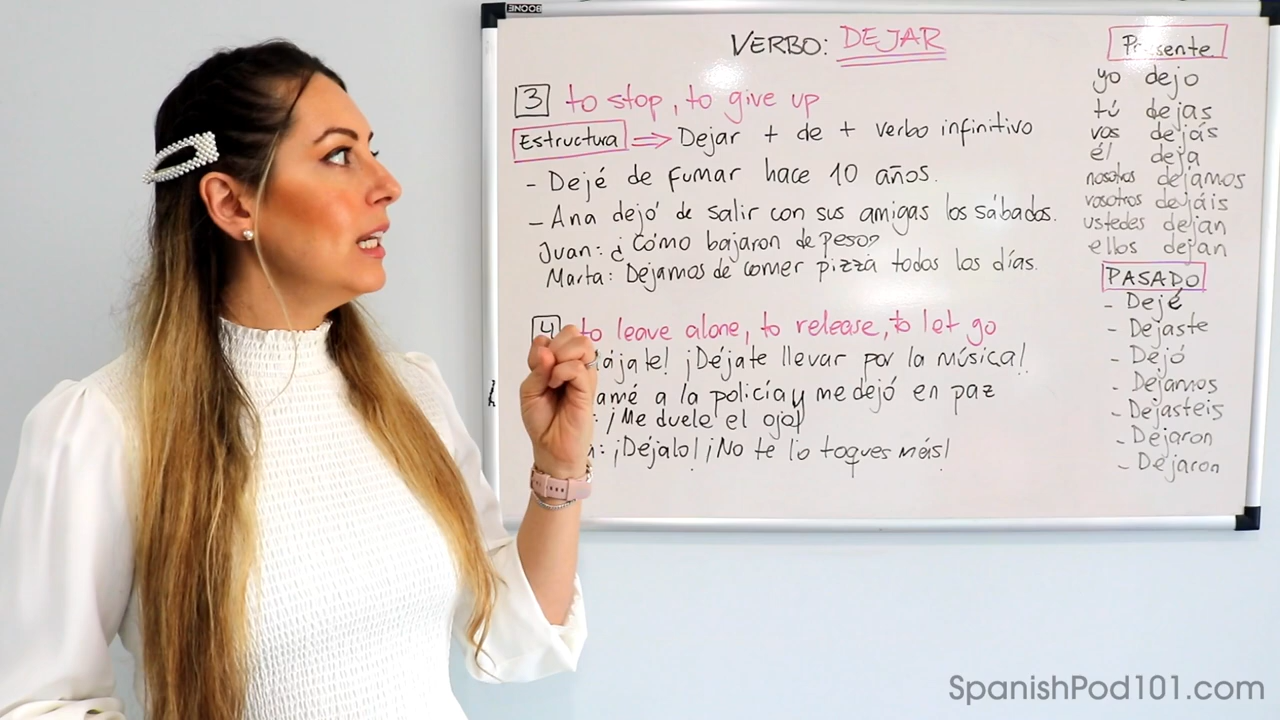 BOONE
VERBO: DEJAR
3 to stop, to give up
Estructura ⇒ Dejar + de + verbo infinitivo
- Dejé de fumar hace 10 años.
- Ana dejó de salir con sus amigas los sábados.
Juan: ¿Cómo bajaron de peso?
Marta: Dejamos de comer pizza todos los días.
4 to leave alone, to release, to let go
¡Déjate llevar por la música!
a la policía y me dejó en paz
: ¡Me duele el ojo!
: ¡Déjalo! ¡No te lo toques más!
Presente
yo dejo
tú dejas
vos dejás
él deja
nosotros dejamos
vosotros dejáis
ustedes dejan
ellos dejan
PASADO
- Dejé
- Dejaste
- Dejó
- Dejamos
- Dejasteis
- Dejaron
- Dejaron
SpanishPod101.com